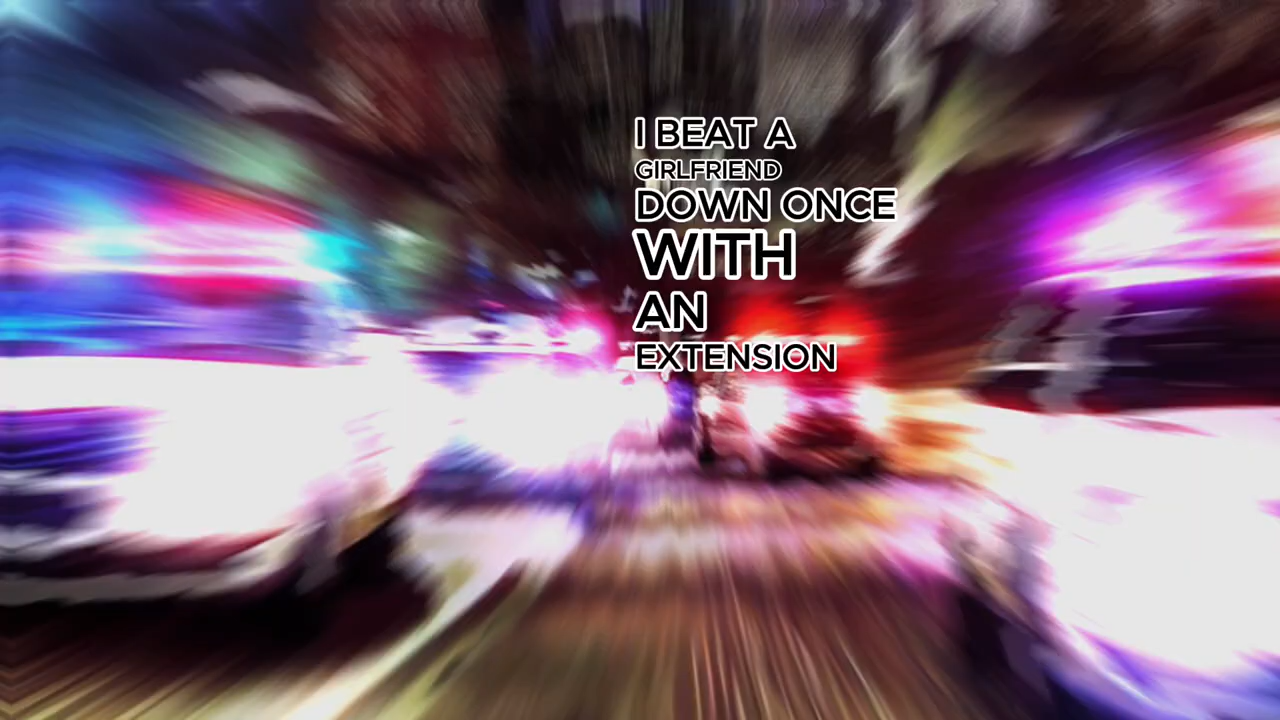 I BEAT A
GIRLFRIEND
DOWN ONCE
WITH
AN
EXTENSION